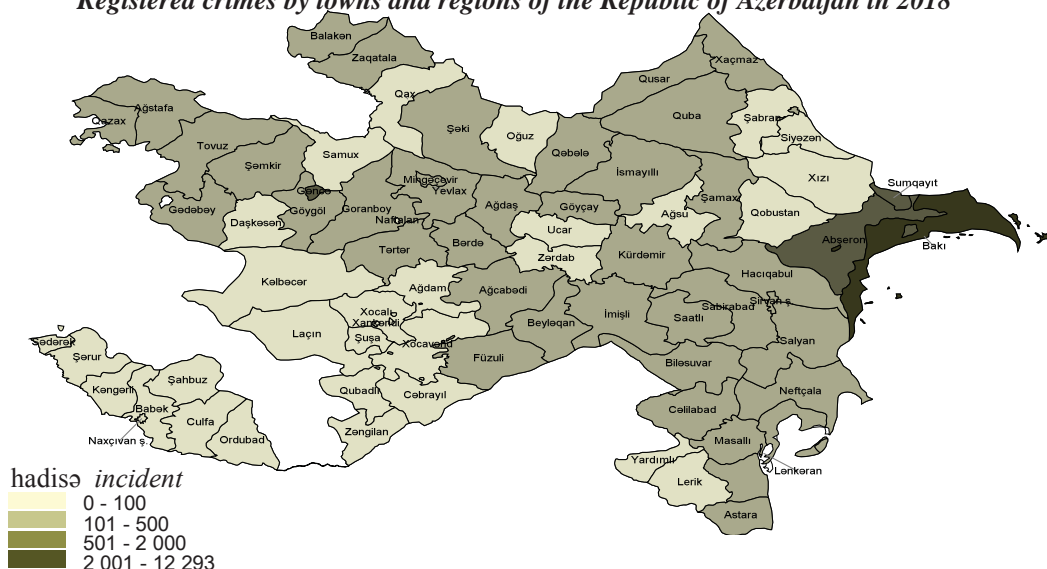 Registered crimes by towns and regions of the Republic of Azerbaijan in 2018
Balakən
Zaqatala
Qax
Xaçmaz
Qusar
Quba
Ağstafa
Qazax
Tovuz
Şəmkir
Samux
Şəki
Oğuz
Qəbələ
Şabran
Siyəzən
Xızı
Sumqayıt
İsmayıllı
Mingəçevir
Yevlax
Gəncə
Gədəbəy
Daşkəsən
Göygöl
Goranboy
Naftalan
Ağdaş
Göyçay
Ağsu
Şamaxı
Qobustan
Abşeron
Bakı
Ucar
Bərdə
Tərtər
Zərdab
Kürdəmir
Hacıqabul
Kəlbəcər
Ağdam
Ağcabədi
Xocalı
Xankəndi
Laçın
Şuşa
Xocavənd
Beyləqan
İmişli
Saatlı
Sabirabad
Şirvan ş.
Salyan
Füzuli
Biləsuvar
Neftçala
Sədərək
Şərur
Şahbuz
Kəngərli
Babək
Culfa
Ordubad
Naxçıvan ş.
Qubadlı
Cəbrayıl
Zəngilan
Cəlilabad
Masallı
Yardımlı
Lənkəran
Lerik
Astara
hadisə incident
0 - 100
101 - 500
501 - 2 000
2 001 - 12 293